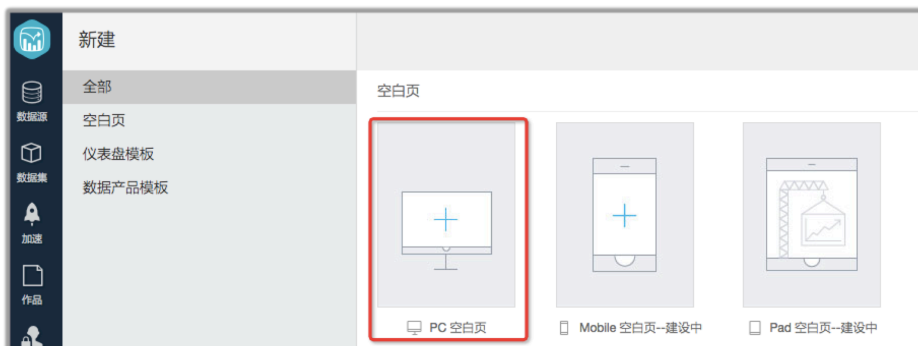 新建
全部
空白页
仪表盘模板
数据产品模板
数据源
数据集
加速
作品
空白页
PC 空白页
Mobile 空白页--建设中
Pad 空白页--建设中